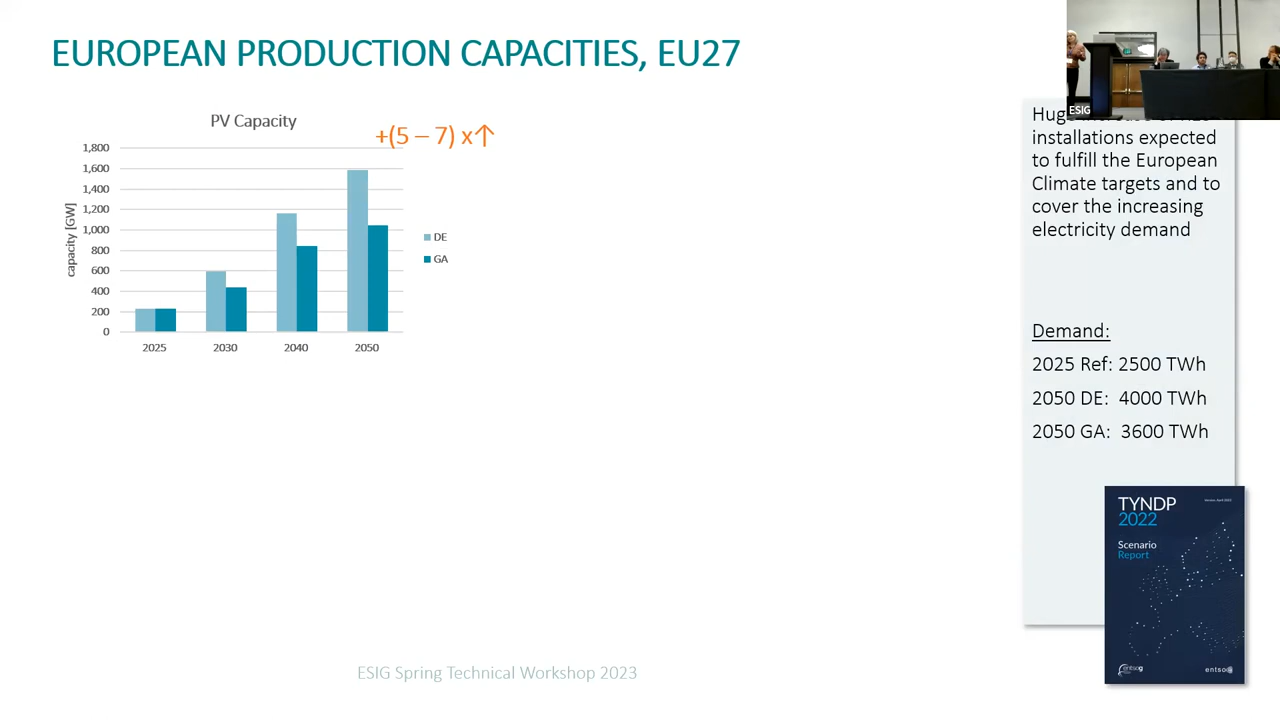 EUROPEAN PRODUCTION CAPACITIES, EU27
PV Capacity
+(5 – 7) x↑
1,800
1,600
1,400
1,200
1,000
800
600
400
200
0
capacity [GW]
2025 2030 2040 2050
DE
GA
ESIG
installations expected
to fulfill the European
Climate targets and to
cover the increasing
electricity demand
Demand:
2025 Ref: 2500 TWh
2050 DE: 4000 TWh
2050 GA: 3600 TWh
TYNDP
2022
Scenario
Report
entsog
entsoe
ESIG Spring Technical Workshop 2023